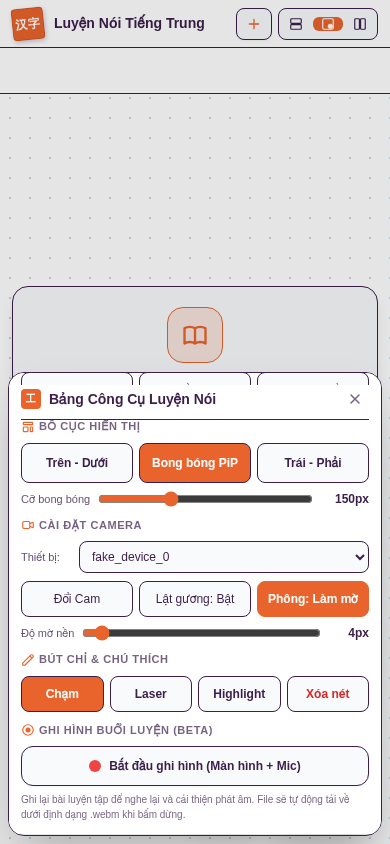 汉字 Luyện Nói Tiếng Trung
工 Bảng Công Cụ Luyện Nói
BỐ CỤC HIỂN THỊ
Trên - Dưới Bong bóng PiP Trái - Phải
Cỡ bong bóng 150px
CÀI ĐẶT CAMERA
Thiết bị: fake_device_0
Đổi Cam Lật gương: Bật Phông: Làm mờ
Độ mờ nền 4px
BÚT CHỈ & CHÚ THÍCH
Chạm Laser Highlight Xóa nét
GHI HÌNH BUỔI LUYỆN (BETA)
Bắt đầu ghi hình (Màn hình + Mic)
Ghi lại bài luyện tập để nghe lại và cải thiện phát âm. File sẽ tự động tải về
dưới định dạng .webm khi bấm dừng.